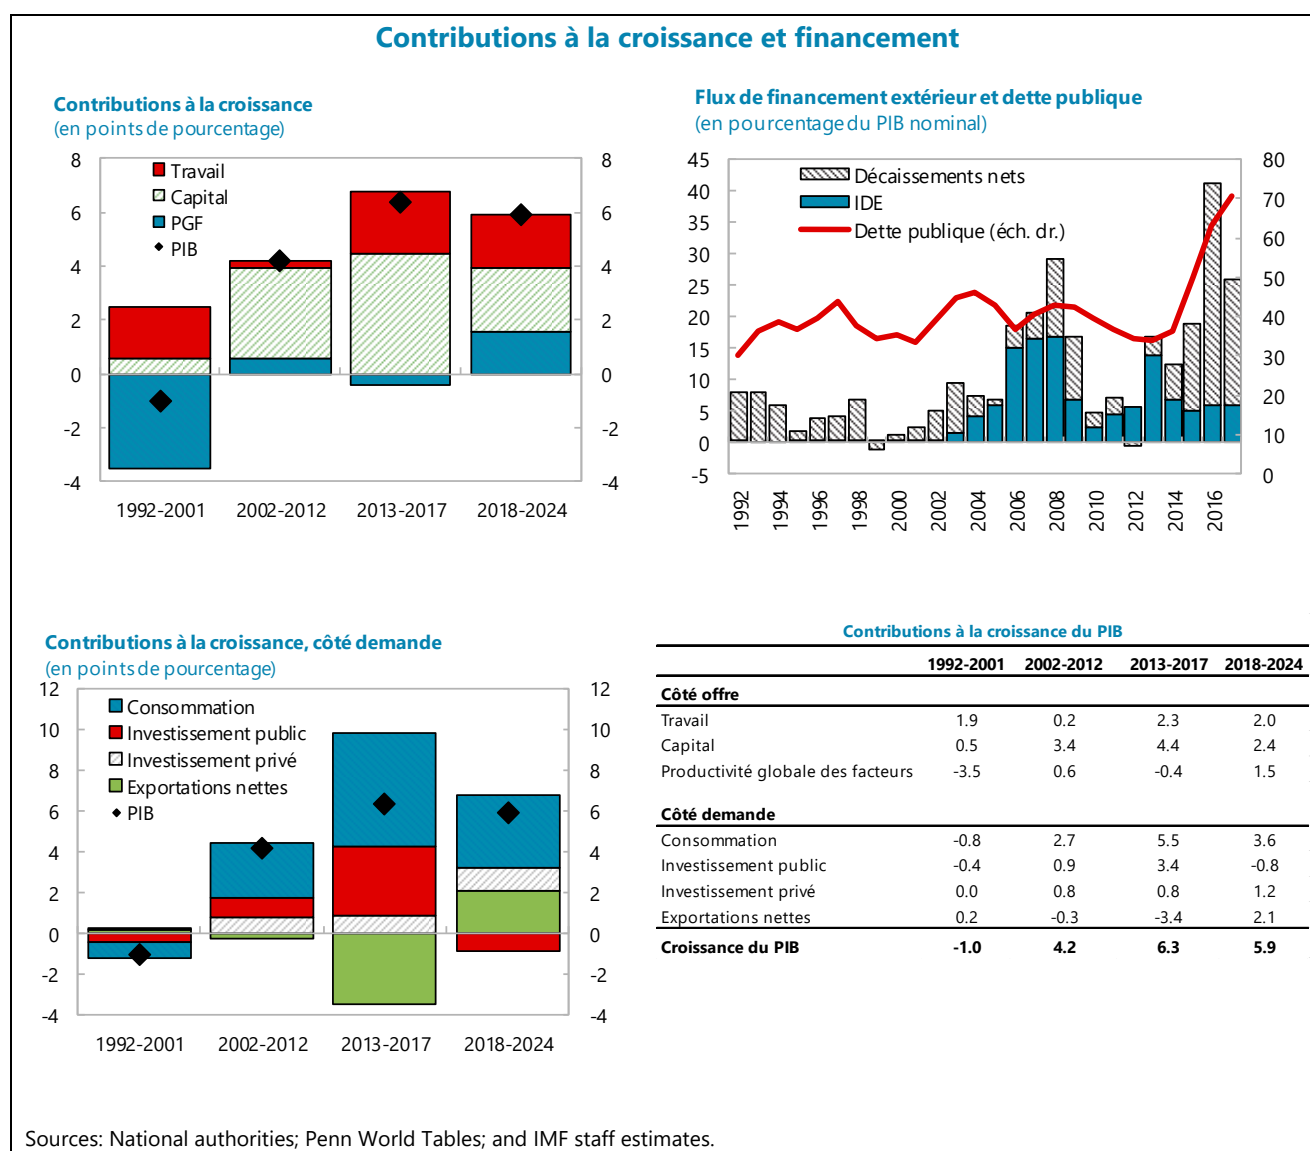 Contributions à la croissance et financement
Contributions à la croissance
(en points de pourcentage)
8
6
4
2
0
-2
-4
Travail
Capital
PGF
PIB
8
6
4
2
0
-2
-4
1992-2001 2002-2012 2013-2017 2018-2024
Flux de financement extérieur et dette publique
(en pourcentage du PIB nominal)
45
40
35
30
25
20
15
10
5
0
-5
Décaissements nets
IDE
Dette publique (éch. dr.)
80
70
60
50
40
30
20
10
0
1992
1994
1996
1998
2000
2002
2004
2006
2008
2010
2012
2014
2016
Contributions à la croissance, côté demande
(en points de pourcentage)
12
10
8
6
4
2
0
-2
-4
Consommation
Investissement public
Investissement privé
Exportations nettes
PIB
12
10
8
6
4
2
0
-2
-4
1992-2001 2002-2012 2013-2017 2018-2024
Contributions à la croissance du PIB
1992-2001 2002-2012 2013-2017 2018-2024
Côté offre
Travail 1.9 0.2 2.3 2.0
Capital 0.5 3.4 4.4 2.4
Productivité globale des facteurs -3.5 0.6 -0.4 1.5
Côté demande
Consommation -0.8 2.7 5.5 3.6
Investissement public -0.4 0.9 3.4 -0.8
Investissement privé 0.0 0.8 0.8 1.2
Exportations nettes 0.2 -0.3 -3.4 2.1
Croissance du PIB -1.0 4.2 6.3 5.9
Sources: National authorities; Penn World Tables; and IMF staff estimates.